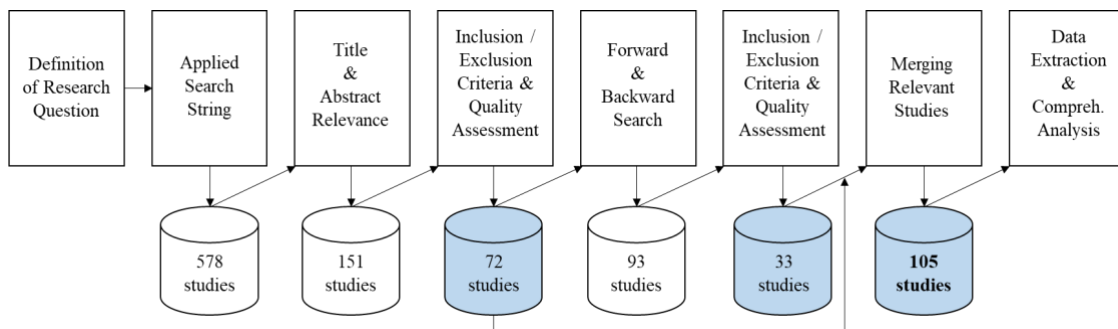 Definition
of Research
Question
Applied
Search
String
Title
&
Abstract
Relevance
Inclusion /
Exclusion
Criteria &
Quality
Assessment
Forward
&
Backward
Search
Inclusion /
Exclusion
Criteria &
Quality
Assessment
Merging
Relevant
Studies
Data
Extraction
&
Compreh.
Analysis
578
studies
151
studies
72
studies
93
studies
33
studies
105
studies